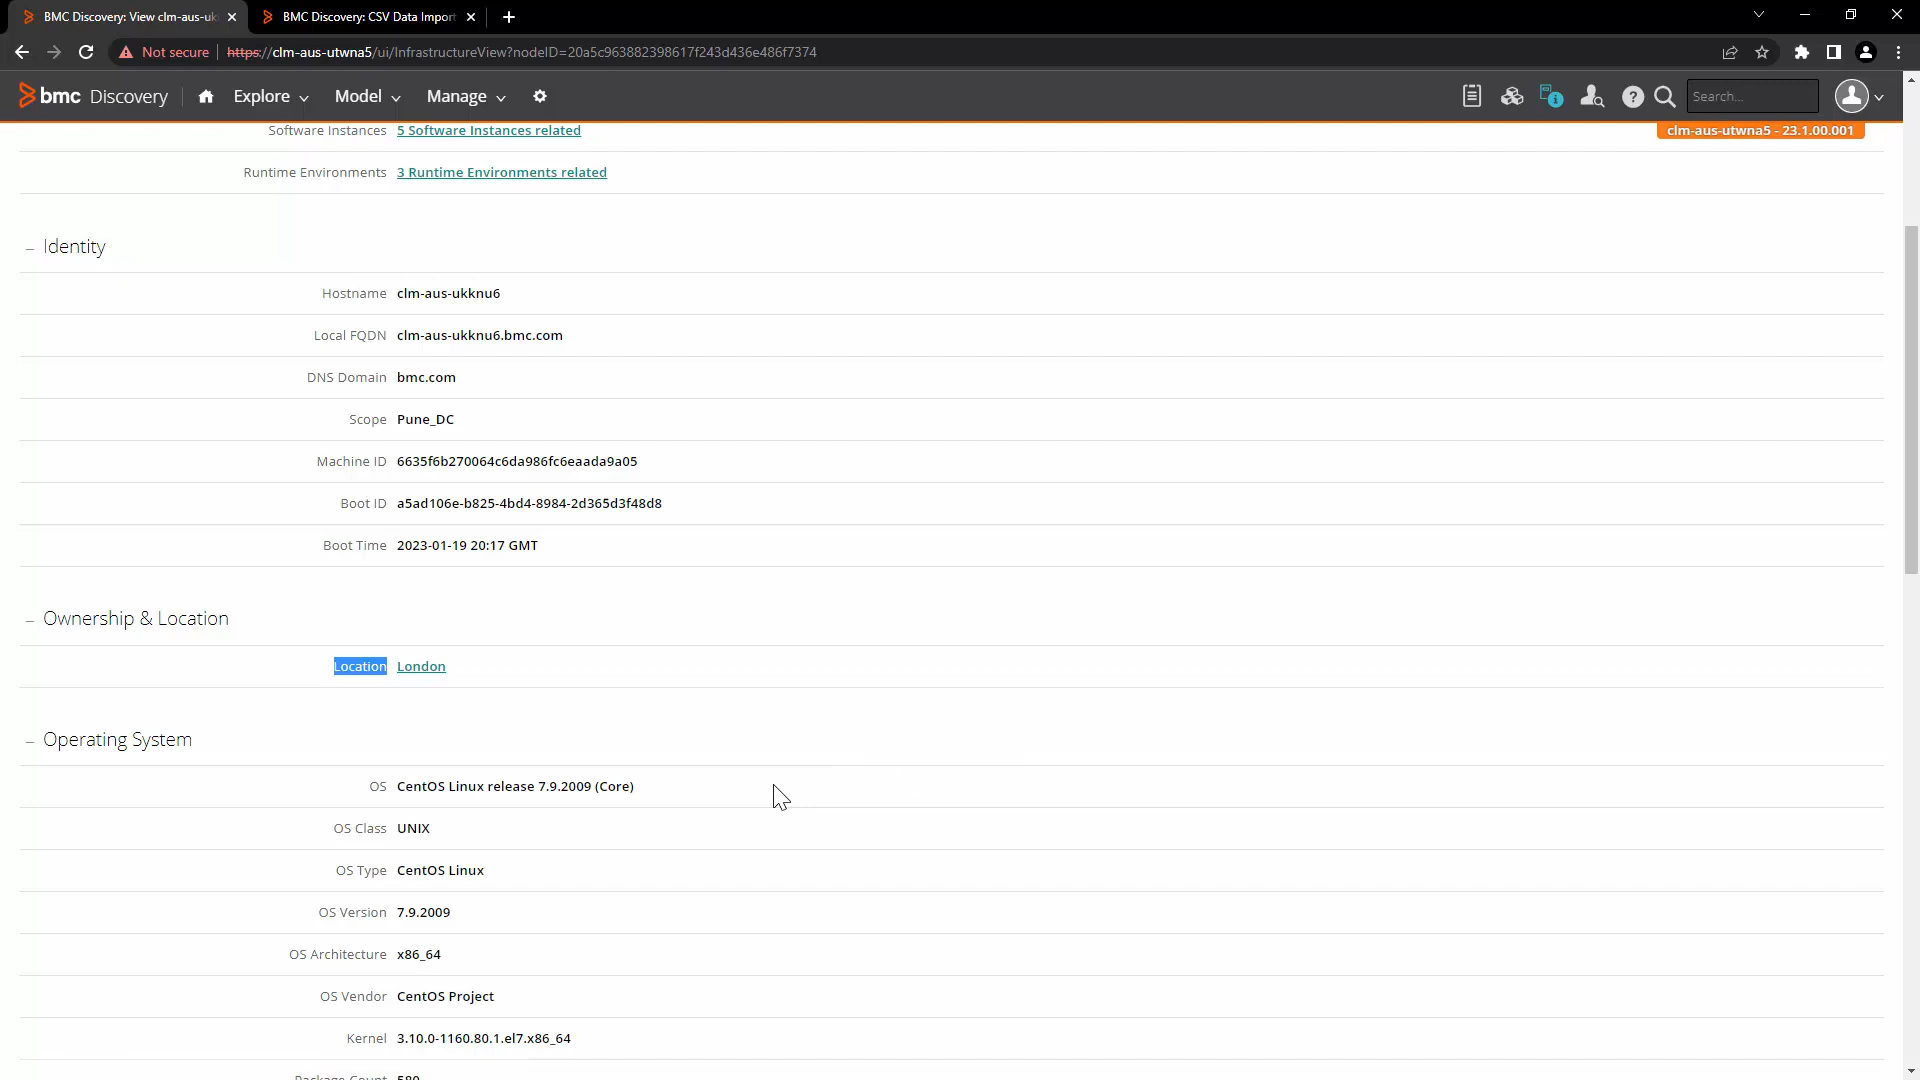 BMC Discovery: View clm-aus-uk
BMC Discovery: CSV Data Import
Not secure
https://clm-aus-utwna5/ui/InfrastructureView?nodeID=20a5c963882398617f243d436e486f7374
bmc Discovery
Explore
Model
Manage
Search...
Software Instances 5 Software Instances related
clm-aus-utwna5 - 23.1.00.001
Runtime Environments 3 Runtime Environments related
Identity
Hostname clm-aus-ukknu6
Local FQDN clm-aus-ukknu6.bmc.com
DNS Domain bmc.com
Scope Pune_DC
Machine ID 6635f6b270064c6da986fc6eaada9a05
Boot ID a5ad106e-b825-4bd4-8984-2d365d3f48d8
Boot Time 2023-01-19 20:17 GMT
Ownership & Location
Location London
Operating System
OS CentOS Linux release 7.9.2009 (Core)
OS Class UNIX
OS Type CentOS Linux
OS Version 7.9.2009
OS Architecture x86_64
OS Vendor CentOS Project
Kernel 3.10.0-1160.80.1.el7.x86_64
Package Count 580